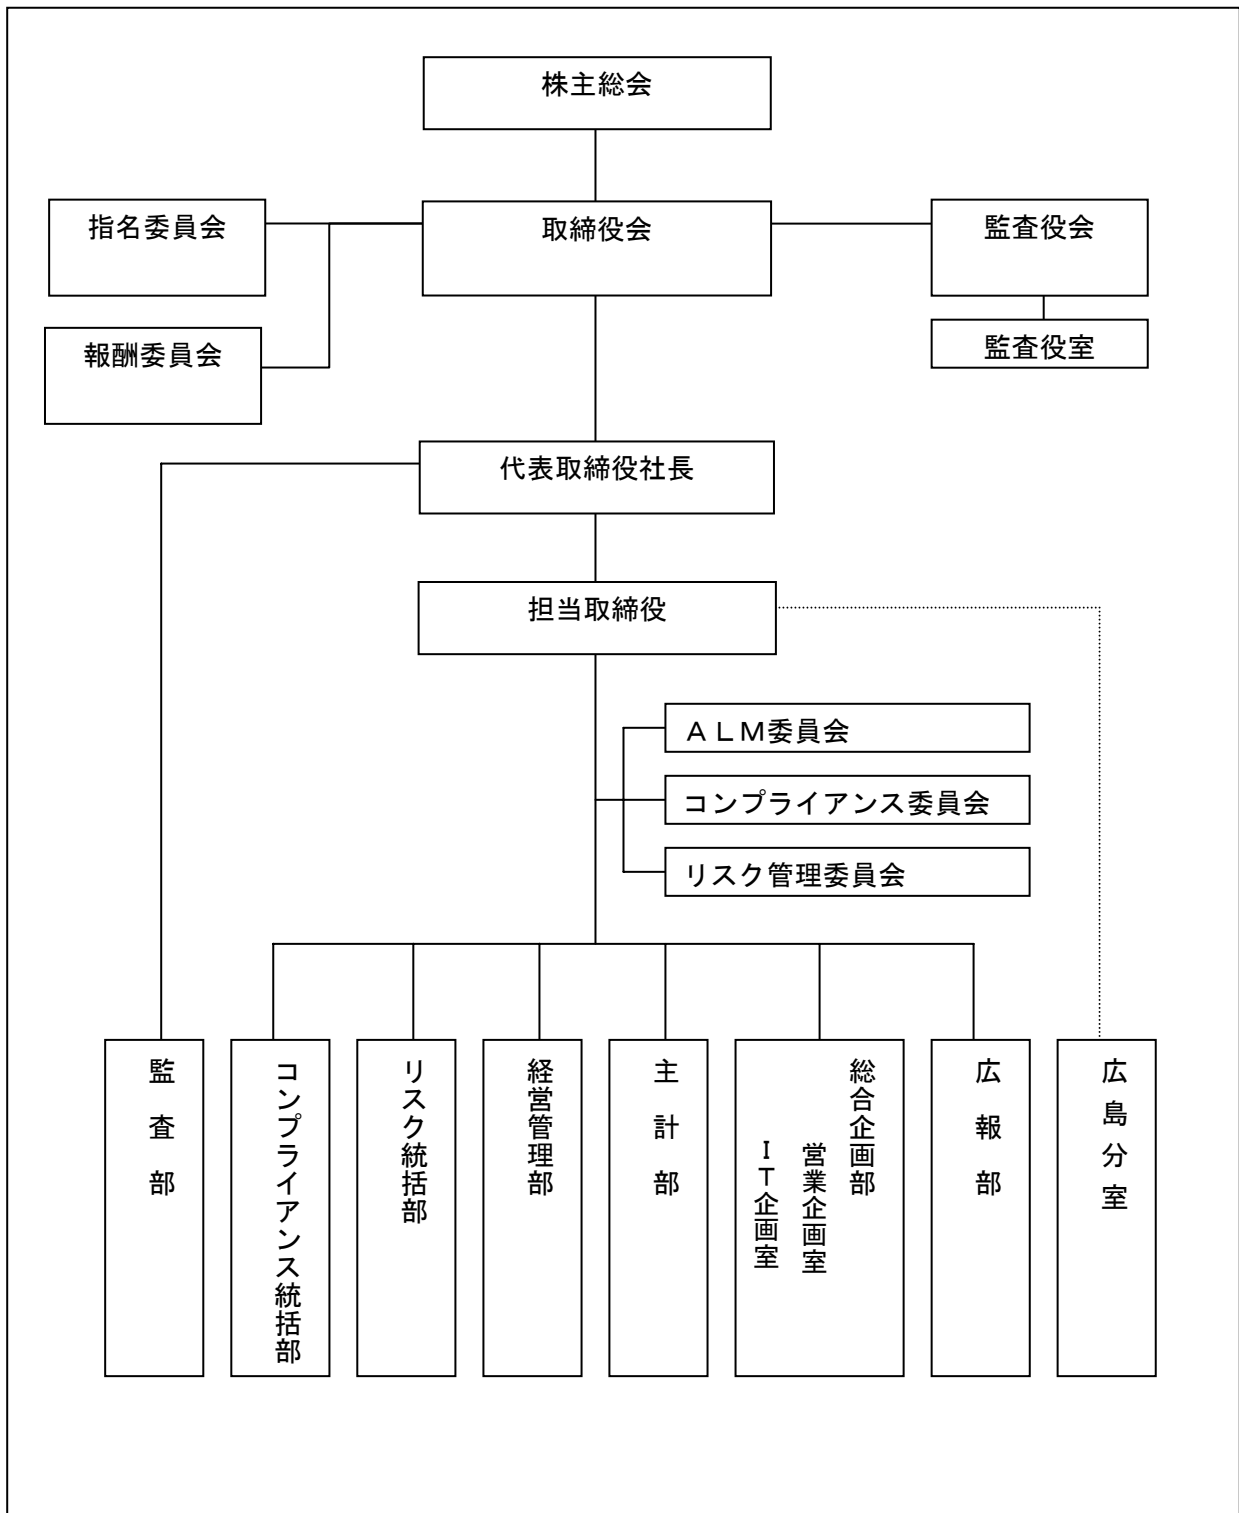 株主総会
指名委員会
取締役会
監査役会
報酬委員会
監査役室
代表取締役社長
担当取締役
ＡＬＭ委員会
コンプライアンス委員会
リスク管理委員会
監査部
コンプライアンス統括部
リスク統括部
経営管理部
主計部
総合企画部
営業企画室
ＩＴ企画室
広報部
広島分室